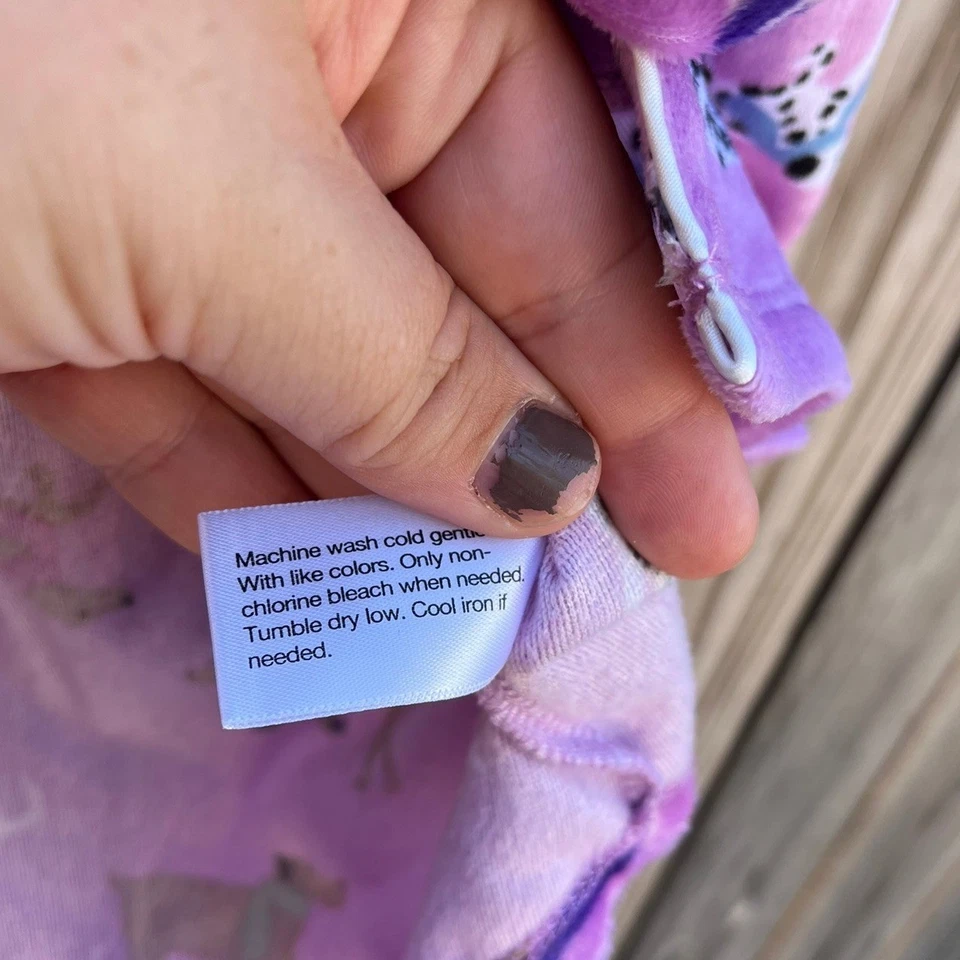 Machine wash cold gentle
With like colors. Only non-
chlorine bleach when needed.
Tumble dry low. Cool iron if
needed.